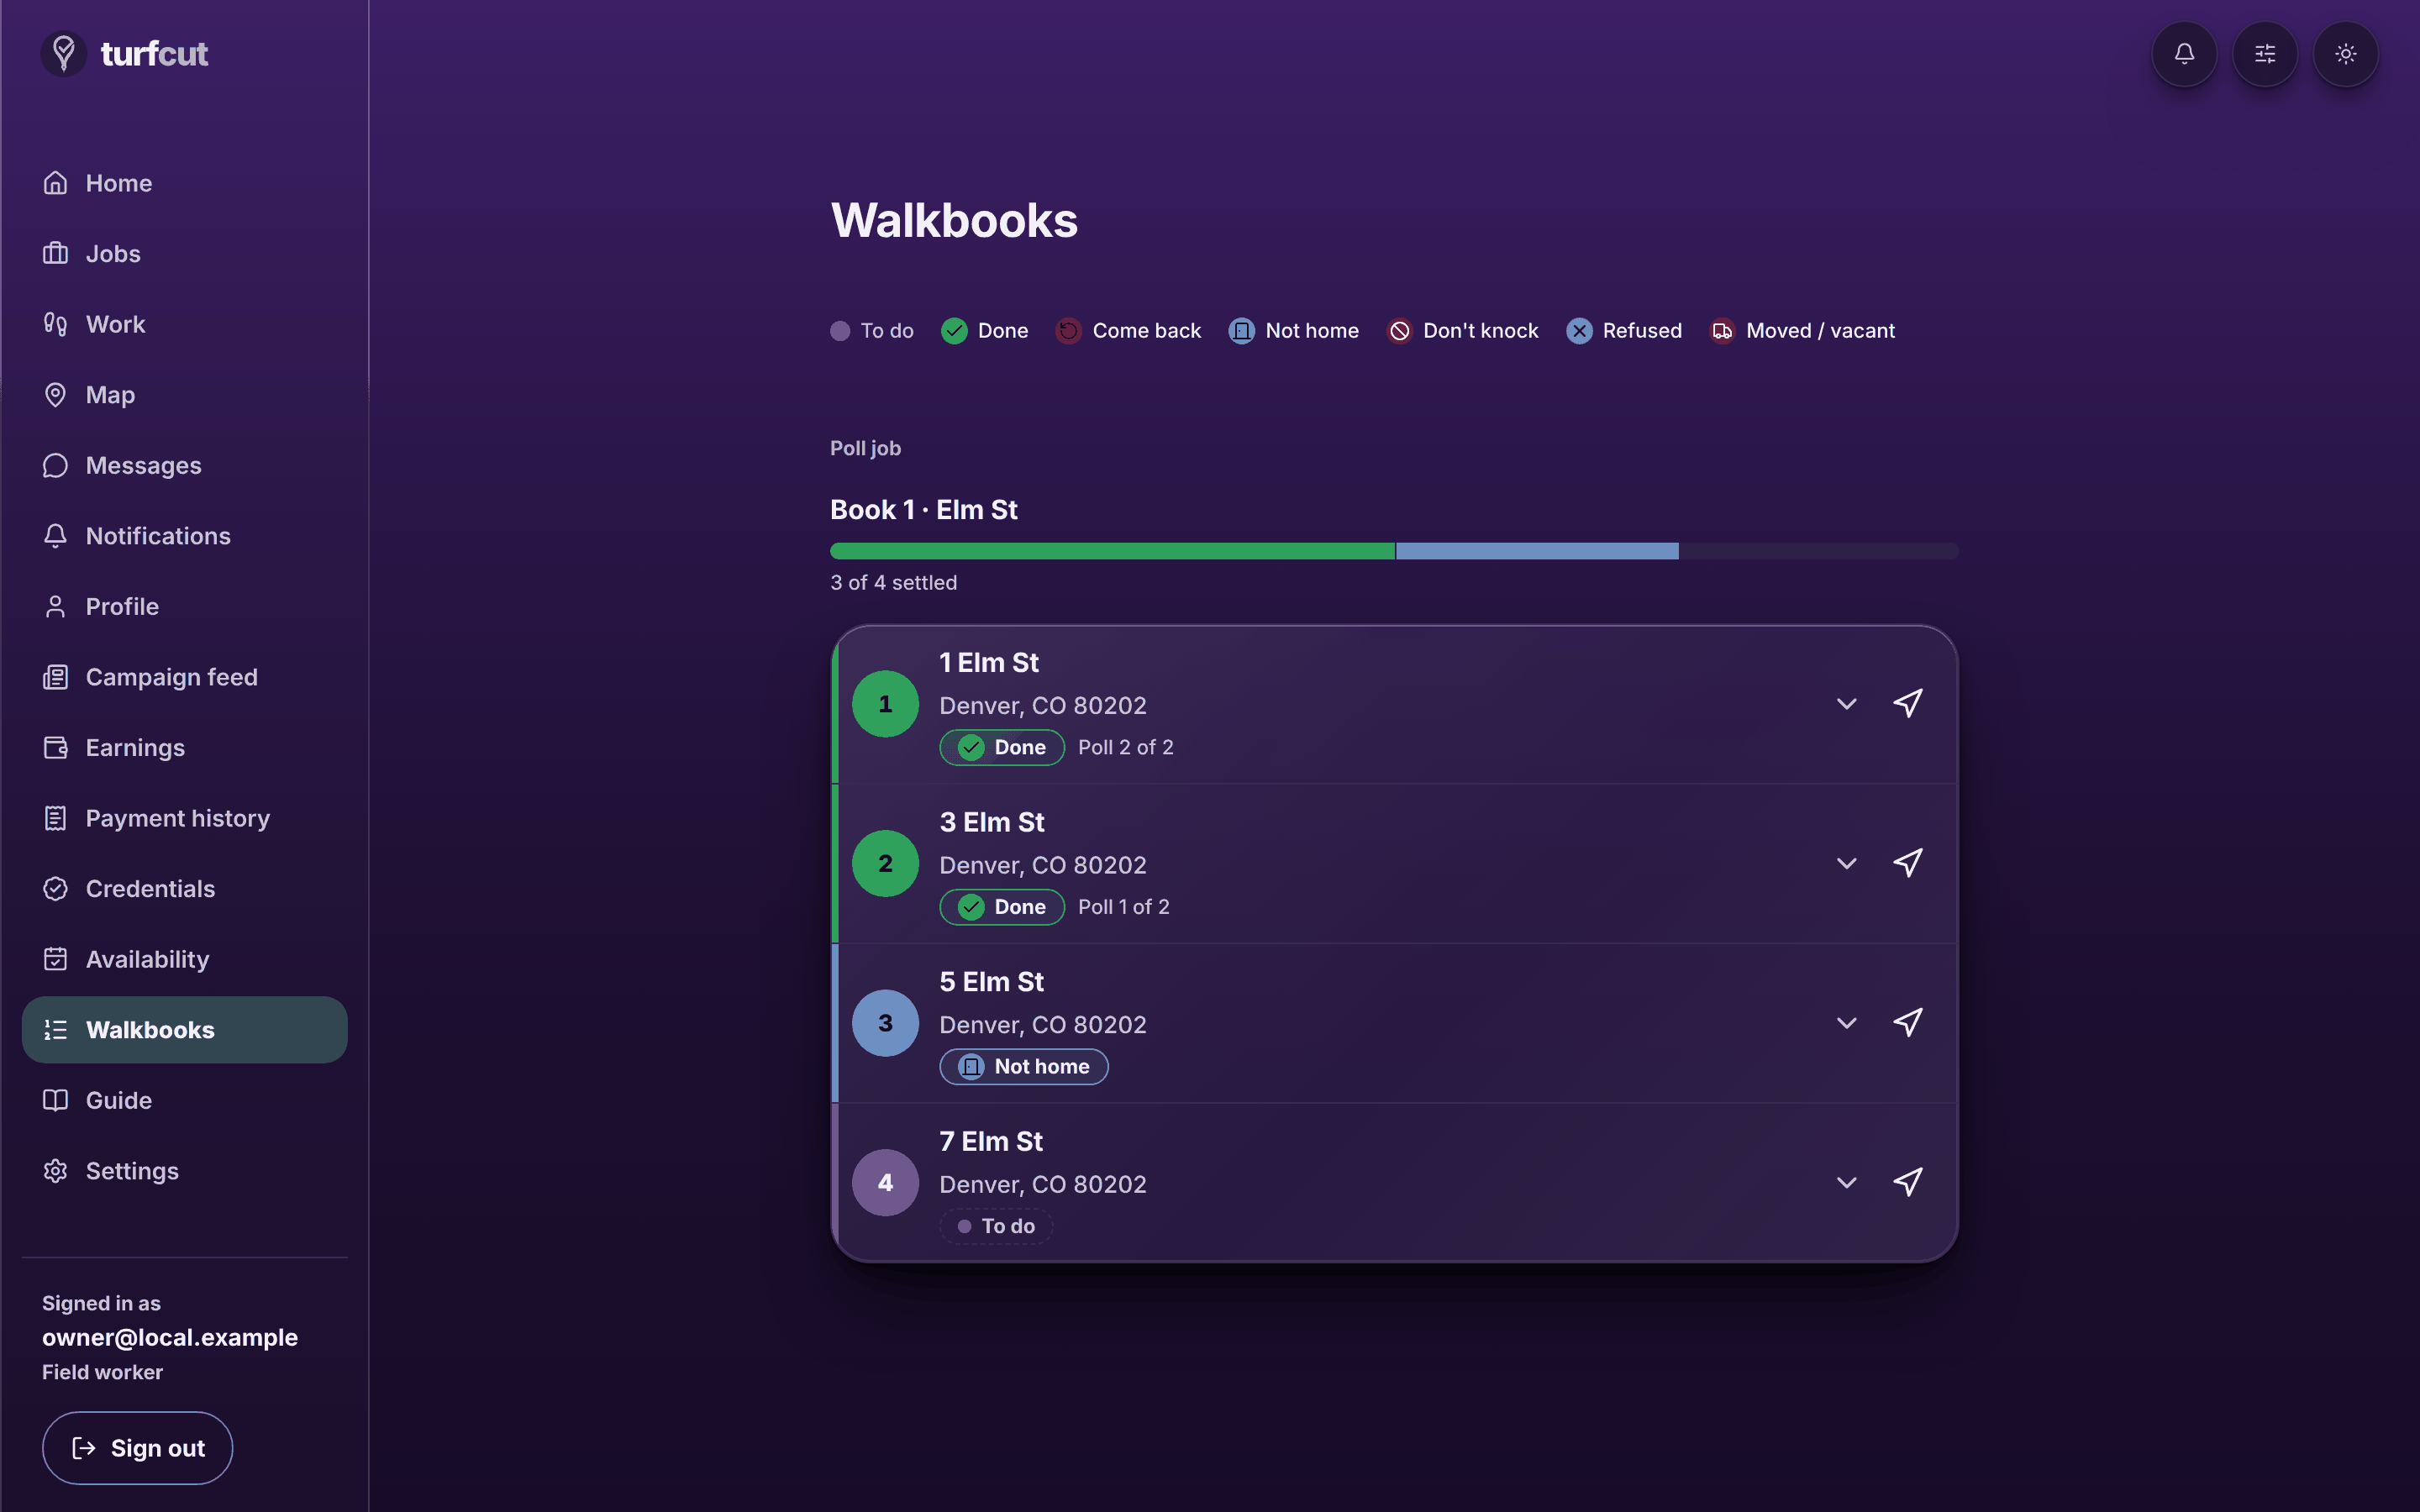 turfcut
Home
Jobs
Work
Map
Messages
Notifications
Profile
Campaign feed
Earnings
Payment history
Credentials
Availability
Walkbooks
Guide
Settings
Signed in as
owner@local.example
Field worker
Sign out
Walkbooks
To do Done Come back Not home Don't knock Refused Moved / vacant
Poll job
Book 1 · Elm St
3 of 4 settled
1 1 Elm St
Denver, CO 80202
Done Poll 2 of 2
2 3 Elm St
Denver, CO 80202
Done Poll 1 of 2
3 5 Elm St
Denver, CO 80202
Not home
4 7 Elm St
Denver, CO 80202
To do